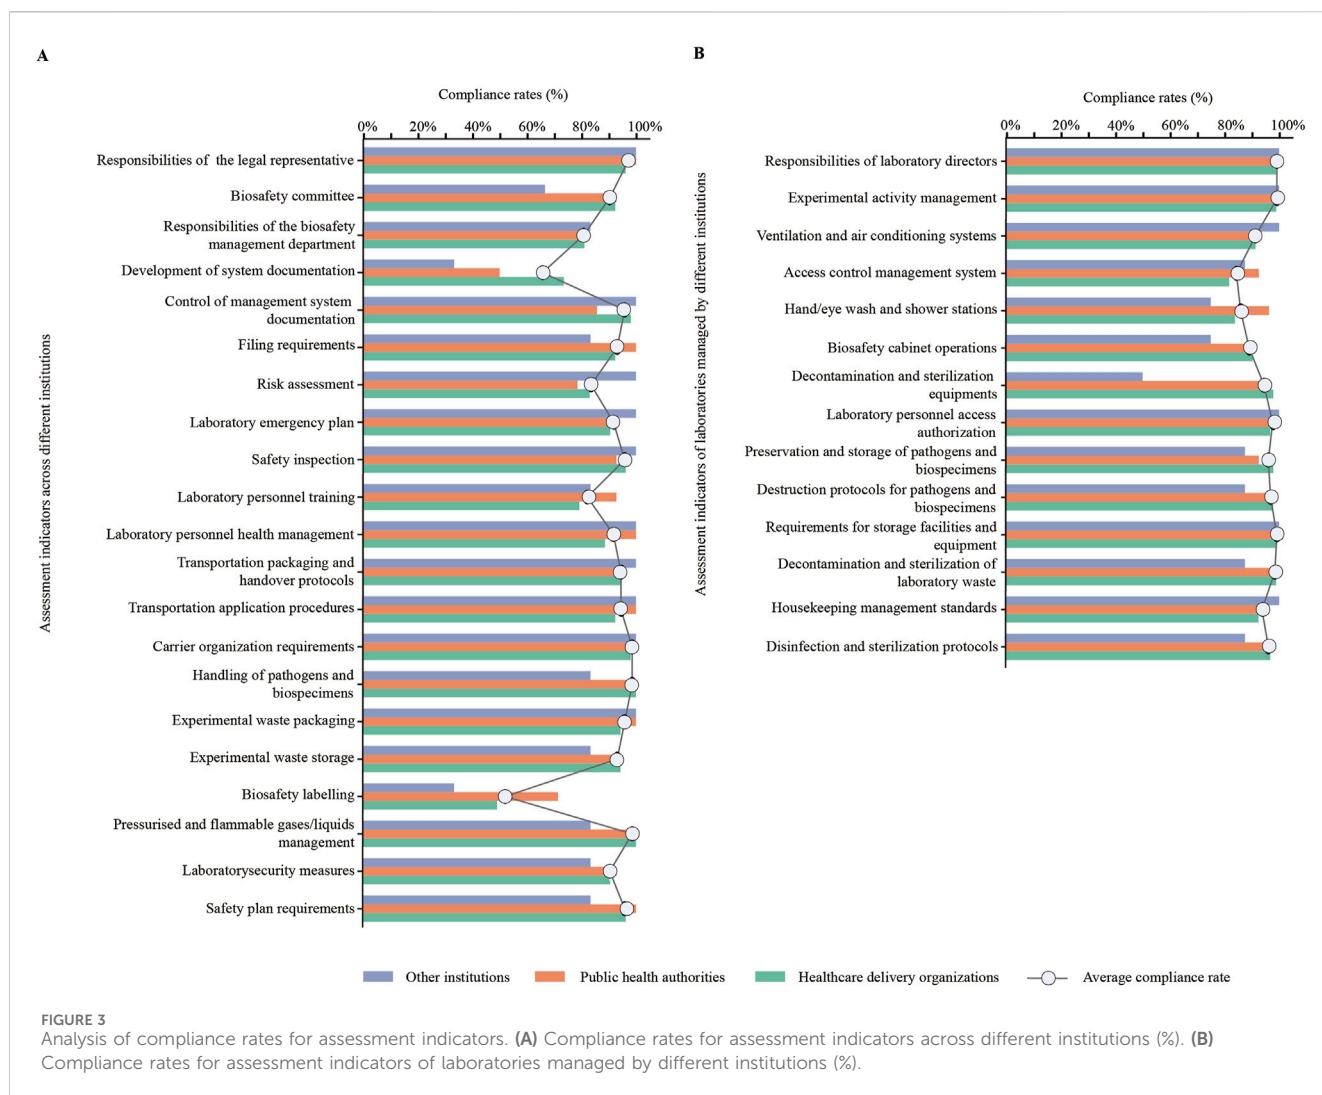 A
Compliance rates (%)
0% 20% 40% 60% 80% 100%
Assessment indicators across different institutions
Responsibilities of the legal representative
Biosafety committee
Responsibilities of the biosafety
management department
Development of system documentation
Control of management system
documentation
Filing requirements
Risk assessment
Laboratory emergency plan
Safety inspection
Laboratory personnel training
Laboratory personnel health management
Transportation packaging and
handover protocols
Transportation application procedures
Carrier organization requirements
Handling of pathogens and
biospecimens
Experimental waste packaging
Experimental waste storage
Biosafety labelling
Pressurised and flammable gases/liquids
management
Laboratorysecurity measures
Safety plan requirements
B
Compliance rates (%)
0% 20% 40% 60% 80% 100%
Assessment indicators of laboratories managed by different institutions
Responsibilities of laboratory directors
Experimental activity management
Ventilation and air conditioning systems
Access control management system
Hand/eye wash and shower stations
Biosafety cabinet operations
Decontamination and sterilization
equipments
Laboratory personnel access
authorization
Preservation and storage of pathogens and
biospecimens
Destruction protocols for pathogens and
biospecimens
Requirements for storage facilities and
equipment
Decontamination and sterilization of
laboratory waste
Housekeeping management standards
Disinfection and sterilization protocols
Other institutions Public health authorities Healthcare delivery organizations Average compliance rate
FIGURE 3
Analysis of compliance rates for assessment indicators. (A) Compliance rates for assessment indicators across different institutions (%). (B)
Compliance rates for assessment indicators of laboratories managed by different institutions (%).